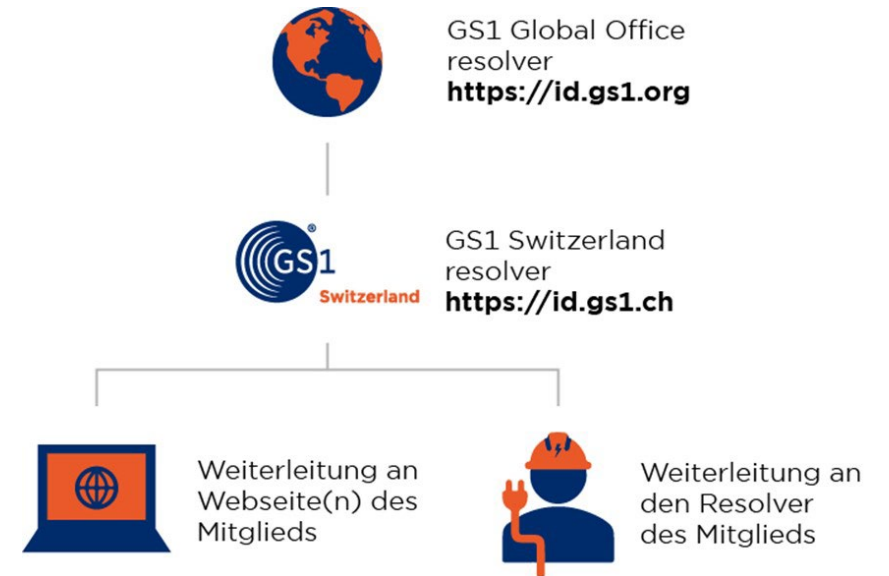 GS1 Global Office
resolver
https://id.gs1.org
GS1
®
Switzerland
GS1 Switzerland
resolver
https://id.gs1.ch
Weiterleitung an
Webseite(n) des
Mitglieds
Weiterleitung an
den Resolver
des Mitglieds